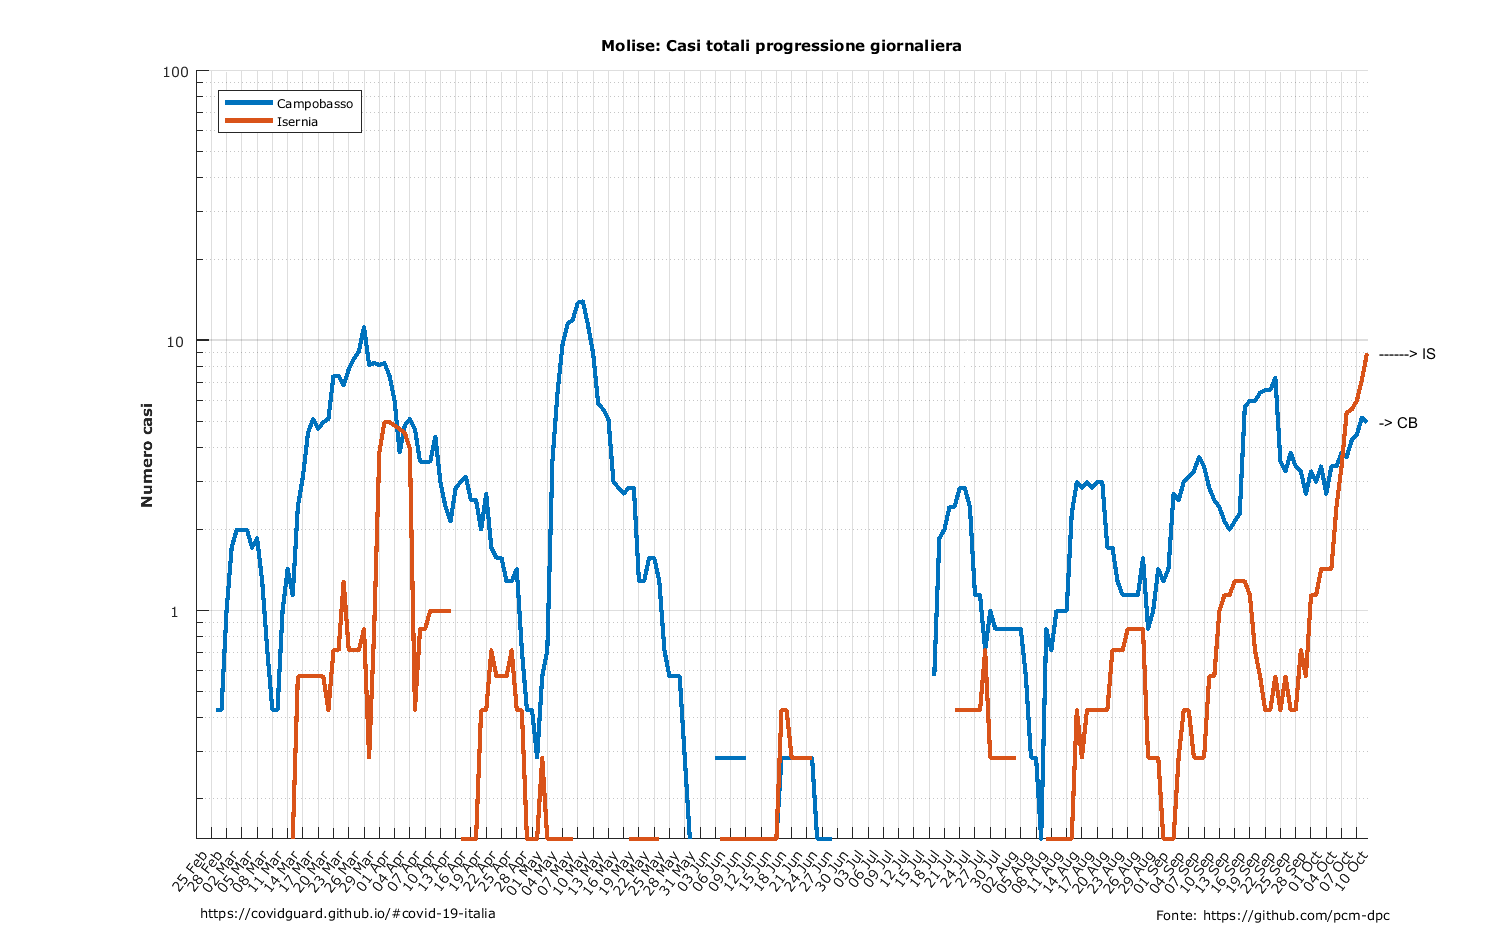 Molise: Casi totali progressione giornaliera
100
10
1
Numero casi
Campobasso
Isernia
------> IS
-> CB
25 Feb
28 Feb
02 Mar
05 Mar
08 Mar
11 Mar
14 Mar
17 Mar
20 Mar
23 Mar
26 Mar
29 Mar
01 Apr
04 Apr
07 Apr
10 Apr
13 Apr
16 Apr
19 Apr
22 Apr
25 Apr
28 Apr
01 May
04 May
07 May
10 May
13 May
16 May
19 May
22 May
25 May
28 May
31 May
03 Jun
06 Jun
09 Jun
12 Jun
15 Jun
18 Jun
21 Jun
24 Jun
27 Jun
30 Jun
03 Jul
06 Jul
09 Jul
12 Jul
15 Jul
18 Jul
21 Jul
24 Jul
27 Jul
30 Jul
02 Aug
05 Aug
08 Aug
11 Aug
14 Aug
17 Aug
20 Aug
23 Aug
26 Aug
29 Aug
01 Sep
04 Sep
07 Sep
10 Sep
13 Sep
16 Sep
19 Sep
22 Sep
25 Sep
28 Sep
01 Oct
04 Oct
07 Oct
10 Oct
https://covidguard.github.io/#covid-19-italia
Fonte: https://github.com/pcm-dpc